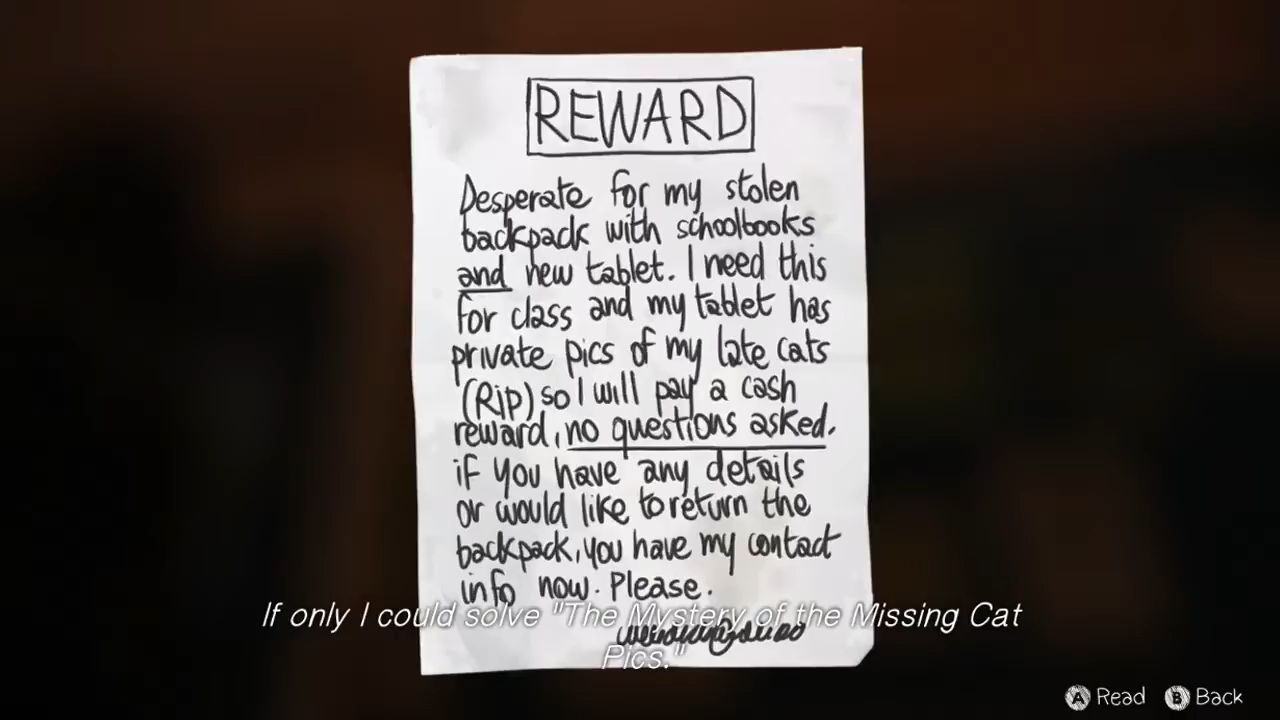 REWARD
Desperate for my stolen
backpack with schoolbooks
and new tablet. I need this
for class and my tablet has
private pics of my late cats
(Rip) so I will pay a cash
reward, no questions asked.
if you have any details
or would like to return the
backpack, you have my contact
info now. Please.
If only I could solve "The Mystery of the Missing Cat
Pics."
A Read B Back